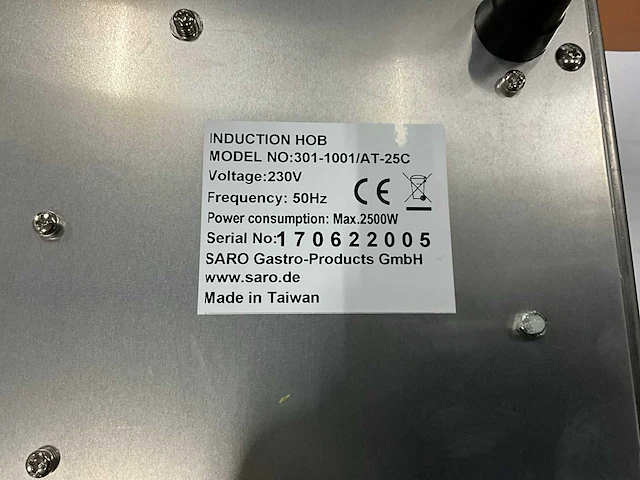 INDUCTION HOB
MODEL NO:301-1001/AT-25C
Voltage:230V
Frequency: 50Hz
CE
Power consumption: Max.2500W
Serial No:170622005
SARO Gastro-Products GmbH
www.saro.de
Made in Taiwan